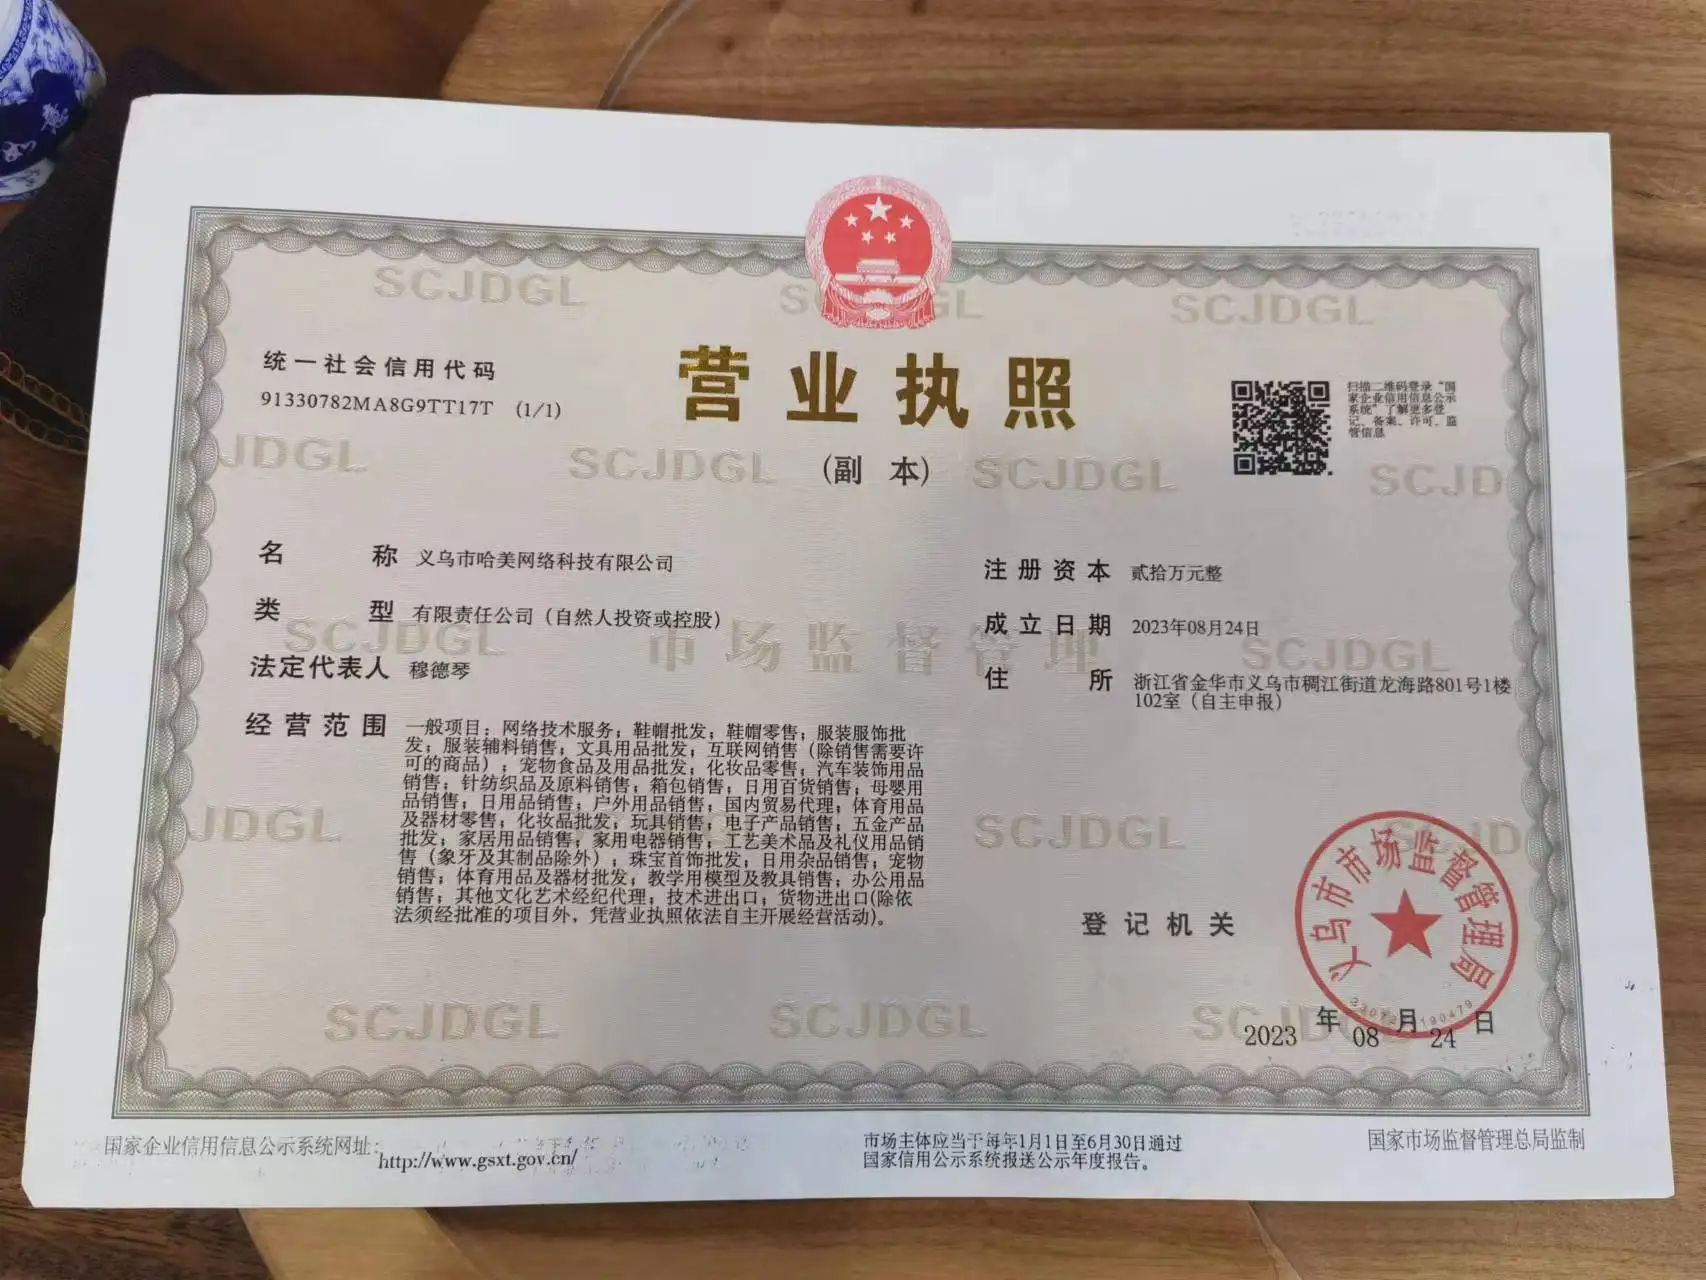 统一社会信用代码
91330782MA8G9TT17T (1/1)
营业执照
(副 本)
扫描二维码登录“国
家企业信用信息公示
系统”了解更多登
记、备案、许可、监
管信息
名 称 义乌市哈美网络科技有限公司
类 型 有限责任公司（自然人投资或控股）
法定代表人 穆德琴
经营范围 一般项目：网络技术服务；鞋帽批发；鞋帽零售；服装服饰批
发；服装辅料销售；文具用品批发；互联网销售（除销售需要许
可的商品）；宠物食品及用品批发；化妆品零售；汽车装饰用品
销售；针纺织品及原料销售；箱包销售；日用百货销售；母婴用
品销售；日用品销售；户外用品销售；国内贸易代理；体育用品
及器材零售；化妆品批发；玩具销售；电子产品销售；五金产品
批发；家居用品销售；家用电器销售；工艺美术品及礼仪用品销
售（象牙及其制品除外）；珠宝首饰批发；日用杂品销售；宠物
销售；体育用品及器材批发；教学用模型及教具销售；办公用品
销售；其他文化艺术经纪代理；技术进出口；货物进出口(除依
法须经批准的项目外，凭营业执照依法自主开展经营活动)。
注册资本 贰拾万元整
成立日期 2023年08月24日
住 所 浙江省金华市义乌市稠江街道龙海路801号1楼
102室（自主申报）
市场监督管理
SCJDGL
登记机关
义乌市市场监督管理局
2023 年 08 月 24 日
国家企业信用信息公示系统网址：
http://www.gsxt.gov.cn/
市场主体应当于每年1月1日至6月30日通过
国家信用公示系统报送公示年度报告。
国家市场监督管理总局监制